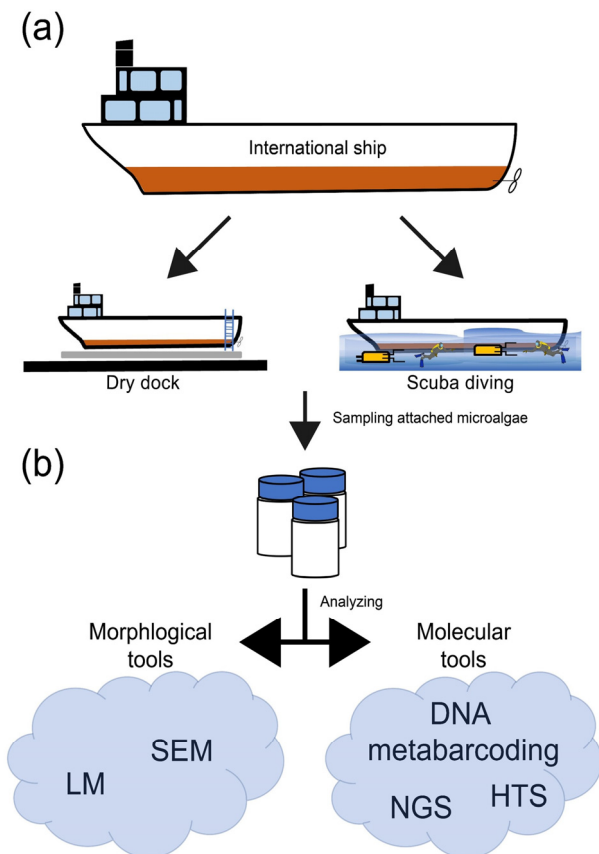 (a)
International ship
Dry dock
Scuba diving
Sampling attached microalgae
(b)
Analyzing
Morphlogical
tools
Molecular
tools
SEM
LM
DNA
metabarcoding
NGS
HTS